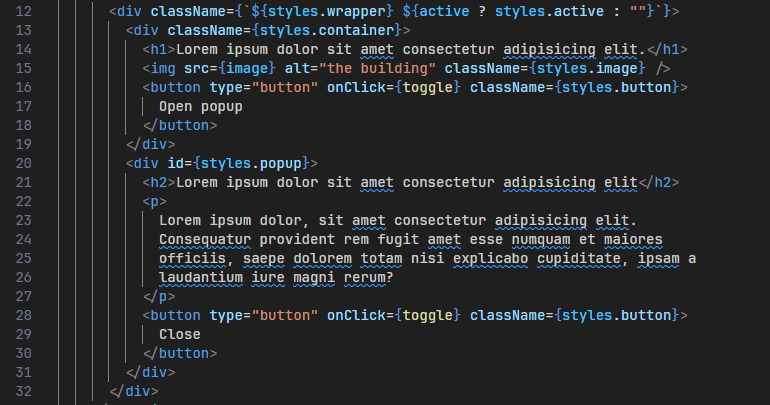 12 <div className={`${styles.wrapper} ${active ? styles.active : ""}`}>
13 <div className={styles.container}>
14 <h1>Lorem ipsum dolor sit amet consectetur adipisicing elit.</h1>
15 <img src={image} alt="the building" className={styles.image} />
16 <button type="button" onClick={toggle} className={styles.button}>
17 Open popup
18 </button>
19 </div>
20 <div id={styles.popup}>
21 <h2>Lorem ipsum dolor sit amet consectetur adipisicing elit</h2>
22 <p>
23 Lorem ipsum dolor, sit amet consectetur adipisicing elit.
24 Consequatur provident rem fugit amet esse numquam et maiores
25 officiis, saepe dolorem totam nisi explicabo cupiditate, ipsam a
26 laudantium iure magni rerum?
27 </p>
28 <button type="button" onClick={toggle} className={styles.button}>
29 Close
30 </button>
31 </div>
32 </div>